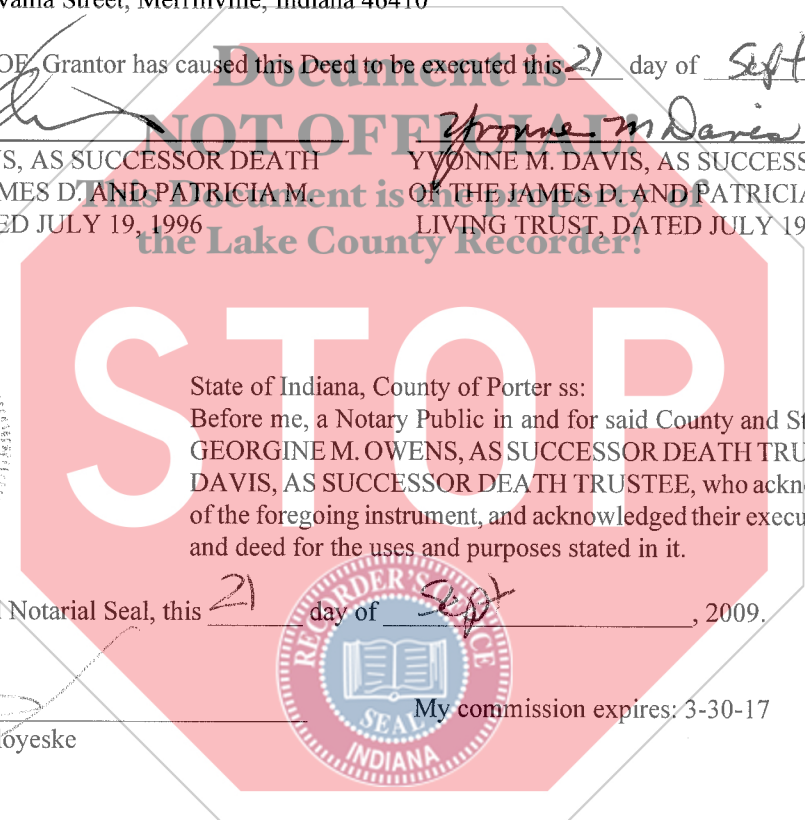 vania Street, Merrillville, Indiana 46410
OF, Grantor has caused this Deed to be executed this 21 day of Sept
Document is
NOT OFFICIAL!
Yvonne M Davis
S, AS SUCCESSOR DEATH
YVONNE M. DAVIS, AS SUCCESS
MES D. AND PATRICIA M.
OF THE JAMES D. AND PATRICIA
This Document is the property of
ED JULY 19, 1996
LIVING TRUST, DATED JULY 19
the Lake County Recorder!
STOP
State of Indiana, County of Porter ss:
Before me, a Notary Public in and for said County and St
GEORGINE M. OWENS, AS SUCCESSOR DEATH TRU
DAVIS, AS SUCCESSOR DEATH TRUSTEE, who ackn
of the foregoing instrument, and acknowledged their execu
and deed for the uses and purposes stated in it.
Notarial Seal, this 21 day of Sept, 2009.
RECORDER'S OFFICE
SEAL
INDIANA
My commission expires: 3-30-17
oyeske